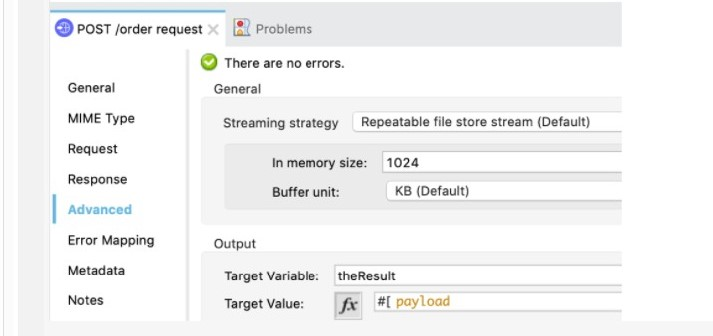 POST /order request
Problems
There are no errors.
General
General
MIME Type
Streaming strategy Repeatable file store stream (Default)
Request
In memory size: 1024
Response
Buffer unit: KB (Default)
Advanced
Error Mapping
Output
Metadata
Target Variable: theResult
Notes
Target Value: fx #[ payload